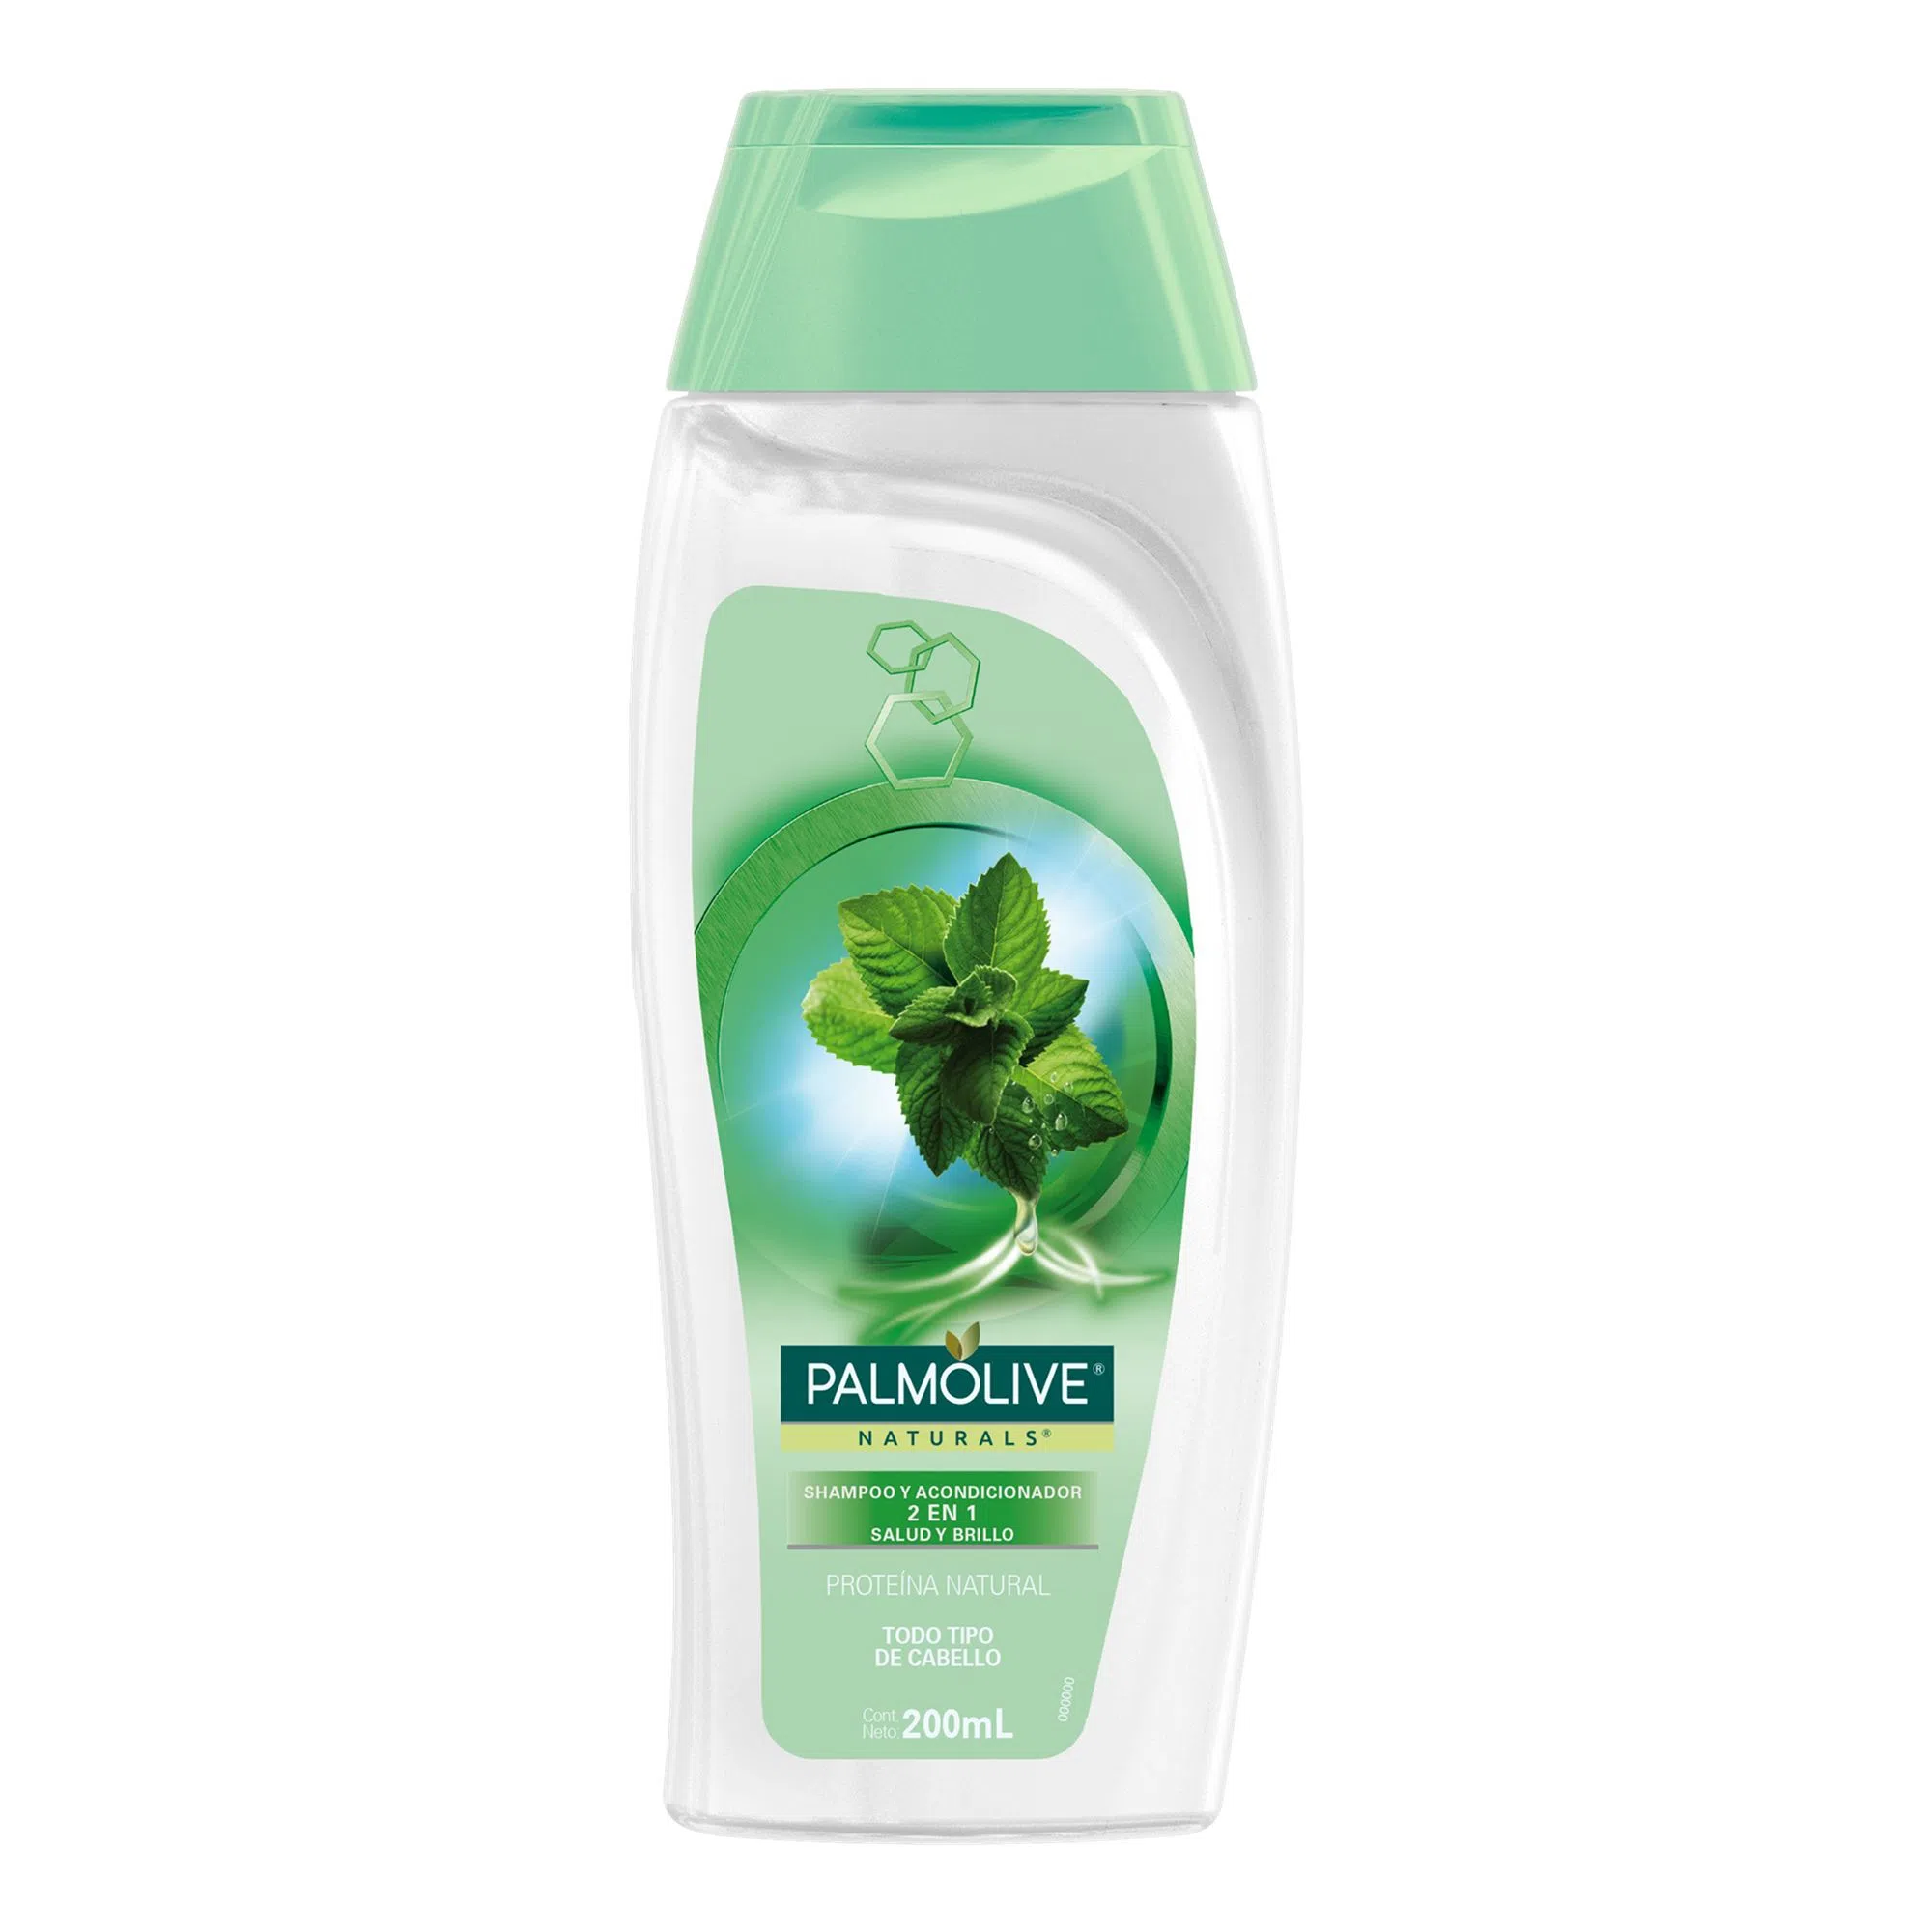 PALMOLIVE®
NATURALS®
SHAMPOO Y ACONDICIONADOR
2 EN 1
SALUD Y BRILLO
PROTEÍNA NATURAL
TODO TIPO
DE CABELLO
Cont.
Neto. 200mL
000000